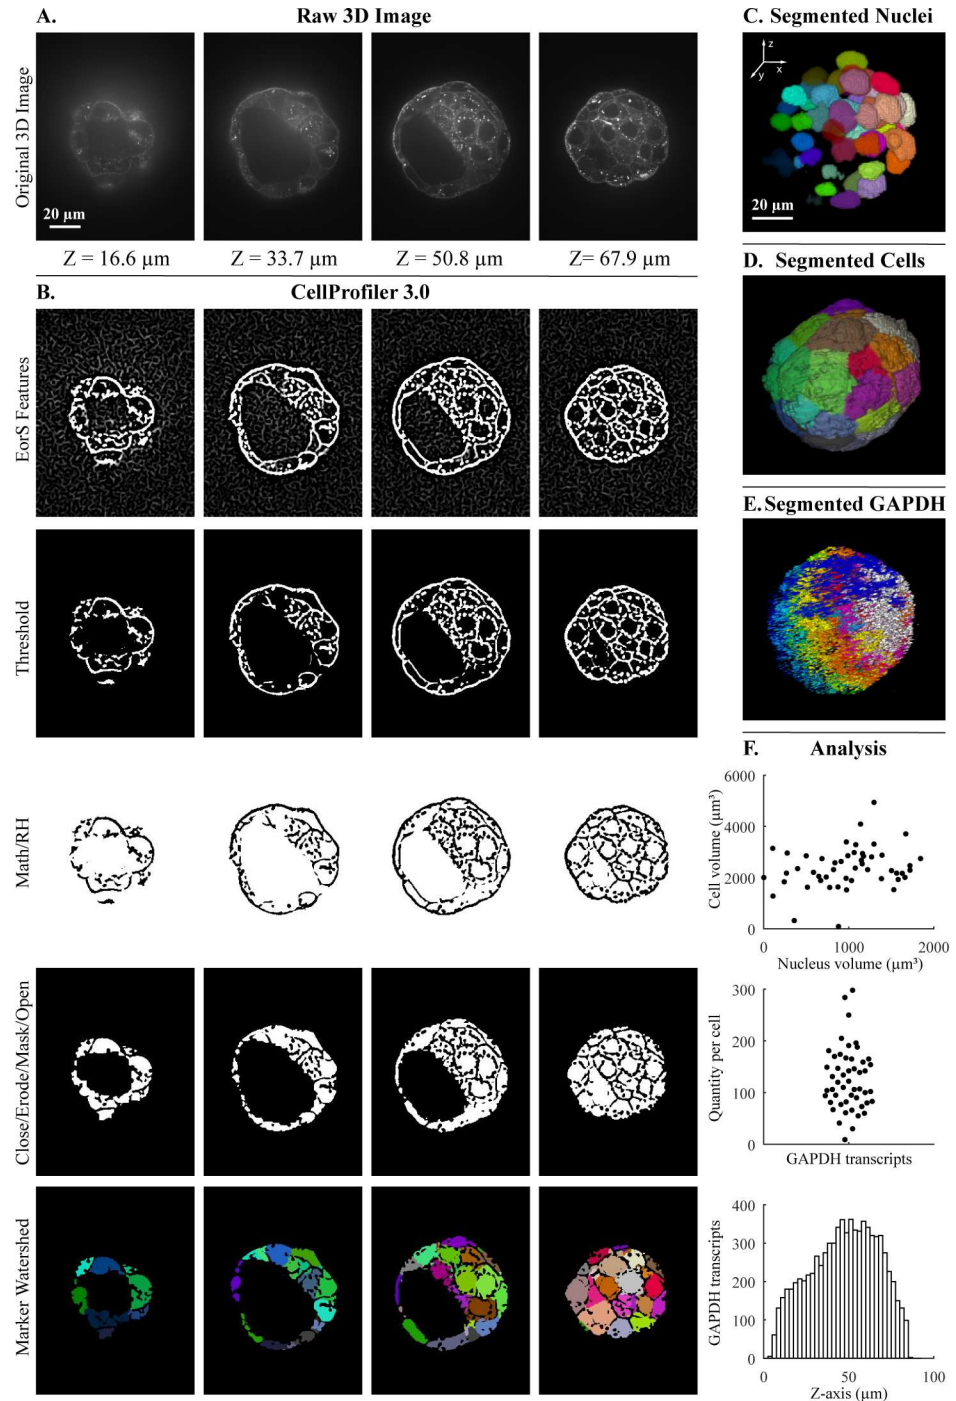 A. Raw 3D Image
Original 3D Image
20 µm
Z = 16.6 µm
Z = 33.7 µm
Z = 50.8 µm
Z= 67.9 µm
B. CellProfiler 3.0
EorS Features
Threshold
Math/RH
Close/Erode/Mask/Open
Marker Watershed
C. Segmented Nuclei
z
x
y
20 µm
D. Segmented Cells
E. Segmented GAPDH
F. Analysis
Cell volume (µm³)
6000
4000
2000
0
0 1000 2000
Nucleus volume (µm³)
Quantity per cell
300
200
100
0
GAPDH transcripts
GAPDH transcripts
400
300
200
100
0
0 50 100
Z-axis (µm)